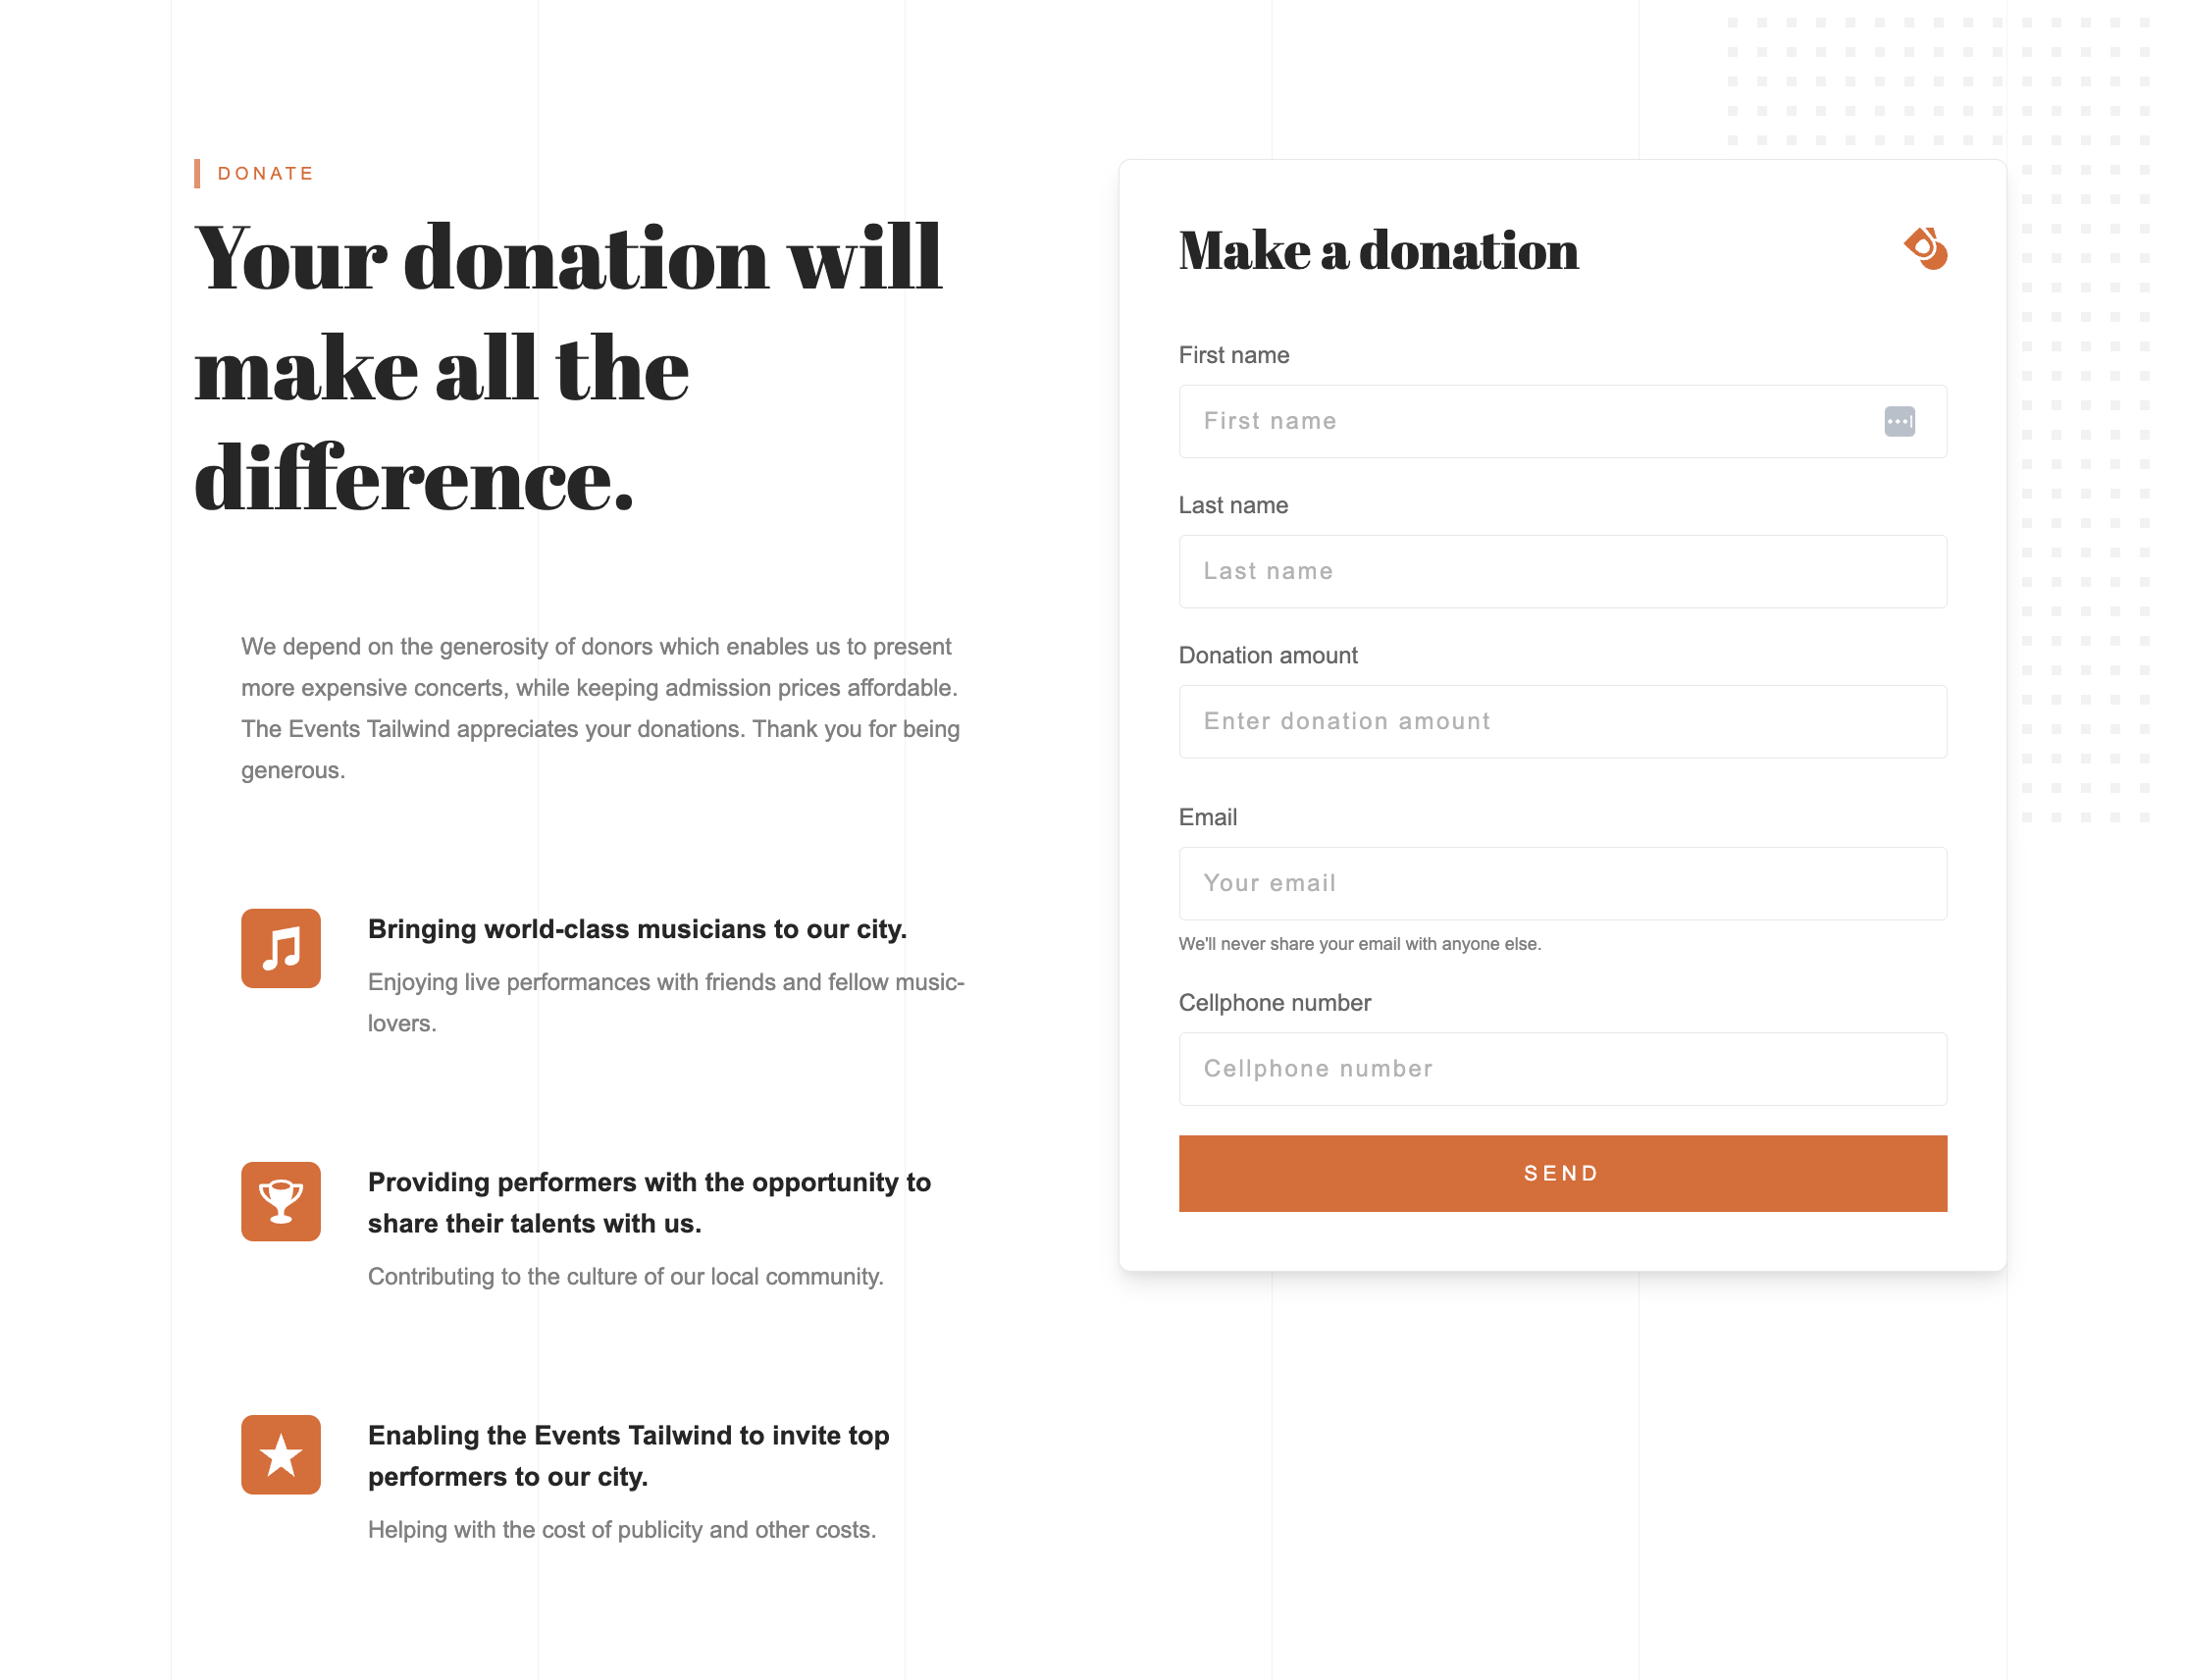 DONATE
Your donation will
make all the
difference.
We depend on the generosity of donors which enables us to present
more expensive concerts, while keeping admission prices affordable.
The Events Tailwind appreciates your donations. Thank you for being
generous.
Bringing world-class musicians to our city.
Enjoying live performances with friends and fellow music-
lovers.
Providing performers with the opportunity to
share their talents with us.
Contributing to the culture of our local community.
Enabling the Events Tailwind to invite top
performers to our city.
Helping with the cost of publicity and other costs.
Make a donation
First name
First name
Last name
Last name
Donation amount
Enter donation amount
Email
Your email
We'll never share your email with anyone else.
Cellphone number
Cellphone number
SEND